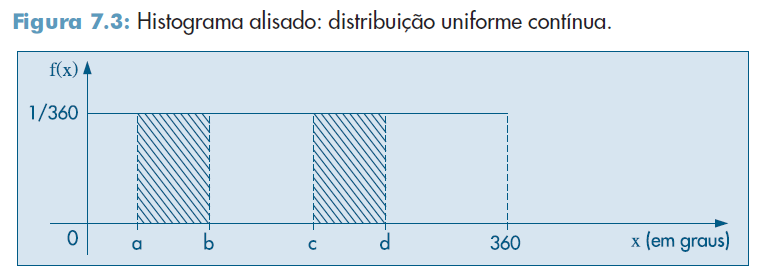 Figura 7.3: Histograma alisado: distribuição uniforme contínua.
f(x)
1/360
0 a b c d 360 x (em graus)